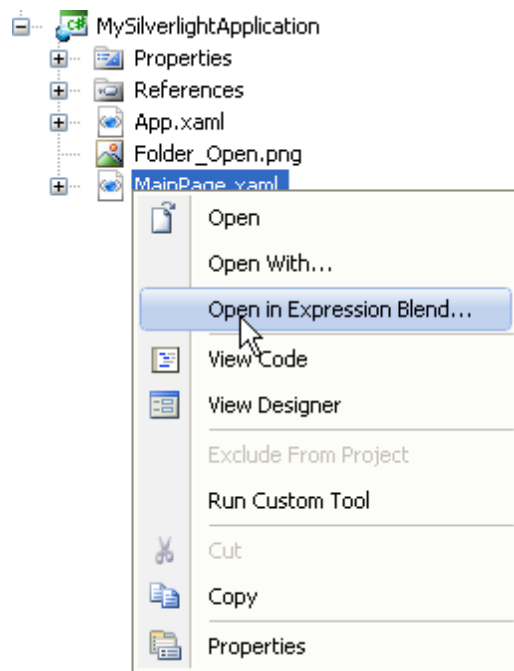 MySilverlightApplication
Properties
References
App.xaml
Folder_Open.png
MainPage.xaml
Open
Open With...
Open in Expression Blend...
View Code
View Designer
Exclude From Project
Run Custom Tool
Cut
Copy
Properties